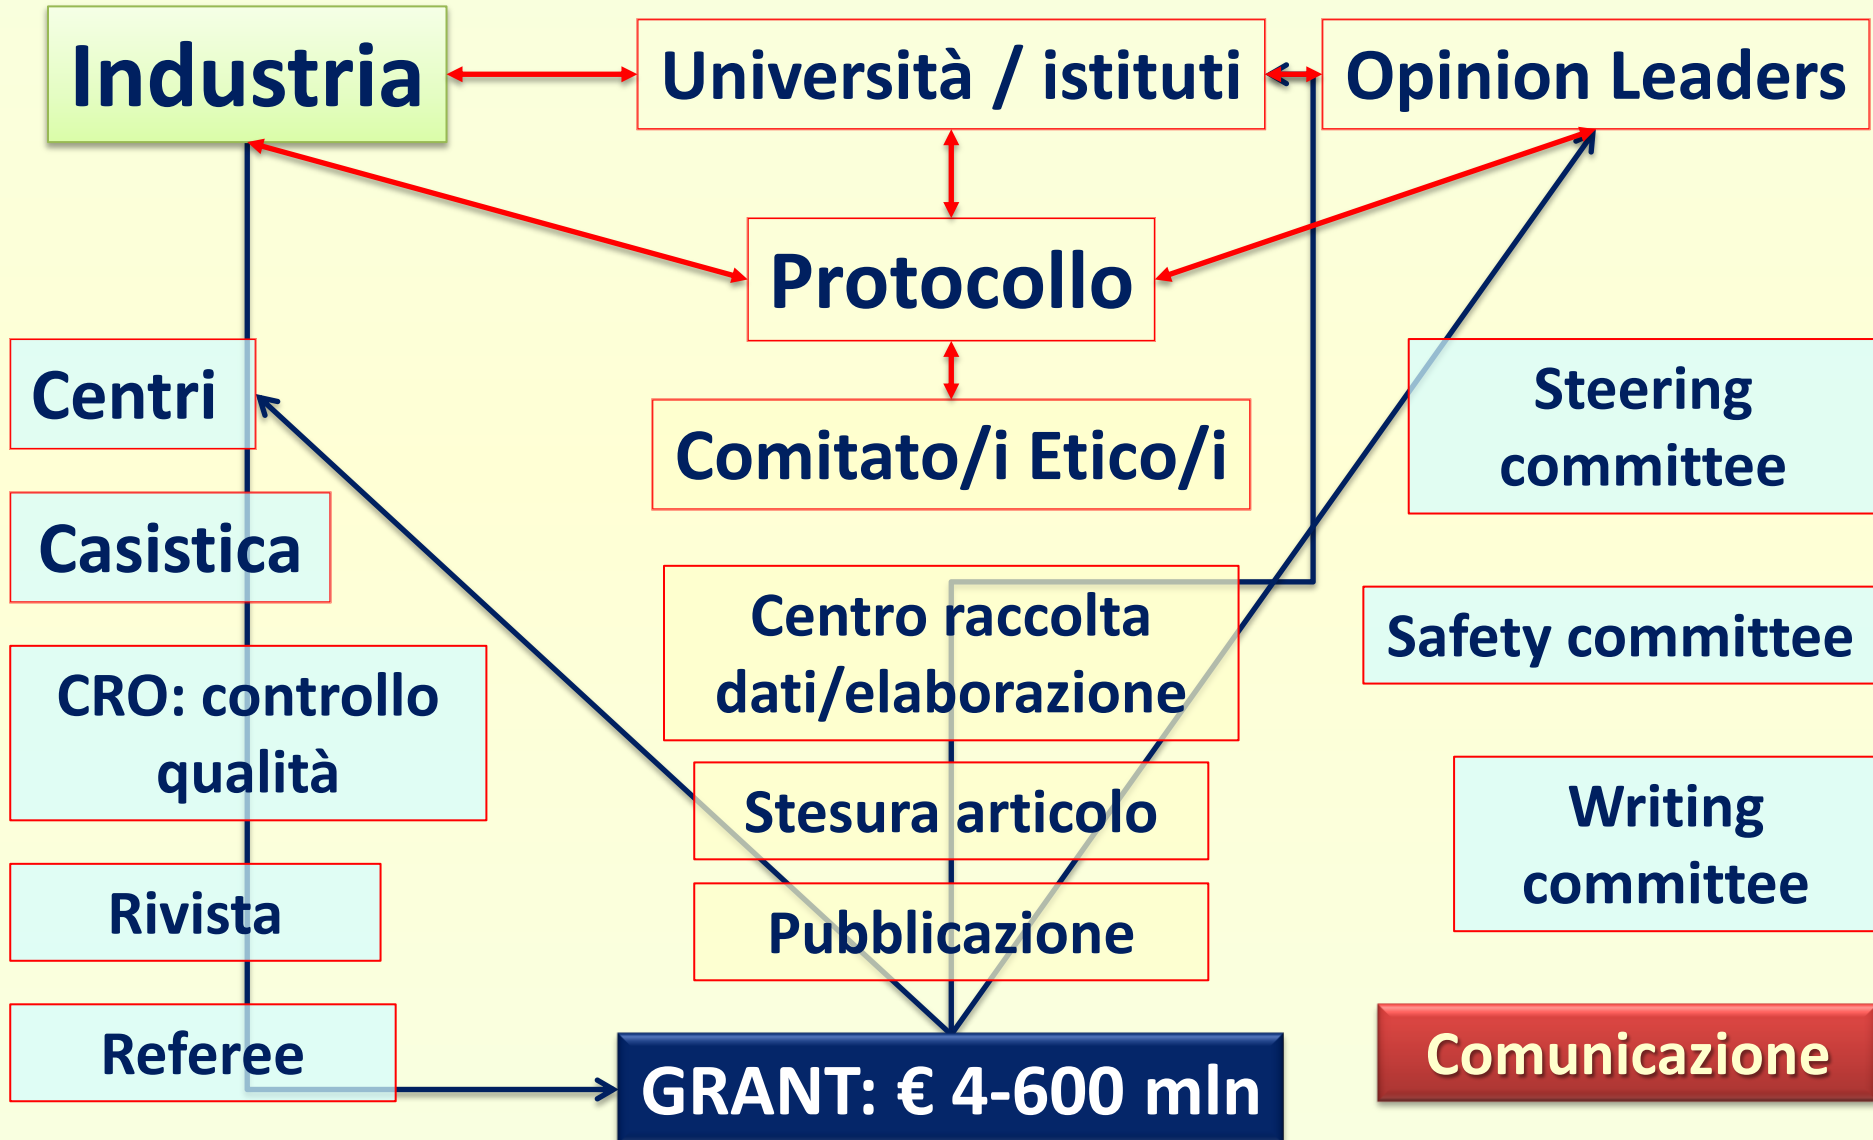 Industria
Università / istituti
Opinion Leaders
Protocollo
Centri
Comitato/i Etico/i
Steering
committee
Casistica
Centro raccolta
dati/elaborazione
Safety committee
CRO: controllo
qualità
Stesura articolo
Writing
committee
Rivista
Pubblicazione
Referee
GRANT: € 4-600 mln
Comunicazione